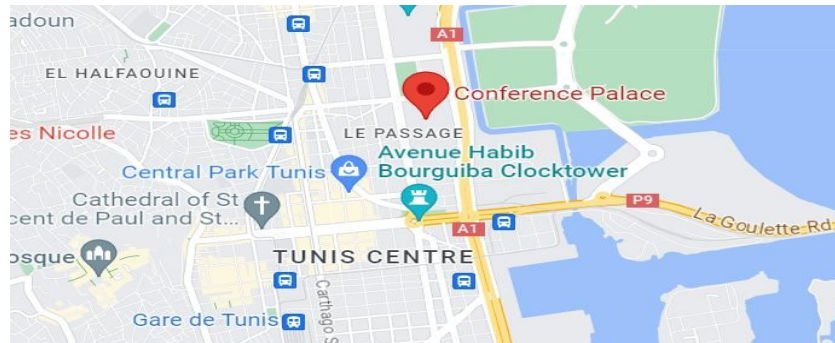 adoun
A1
EL HALFAOUINE
Conference Palace
es Nicolle
LE PASSAGE
Avenue Habib
Bourguiba Clocktower
Central Park Tunis
Cathedral of St
cent de Paul and St...
P9
La Goulette Rd
A1
osque
TUNIS CENTRE
Carthago S
Gare de Tunis